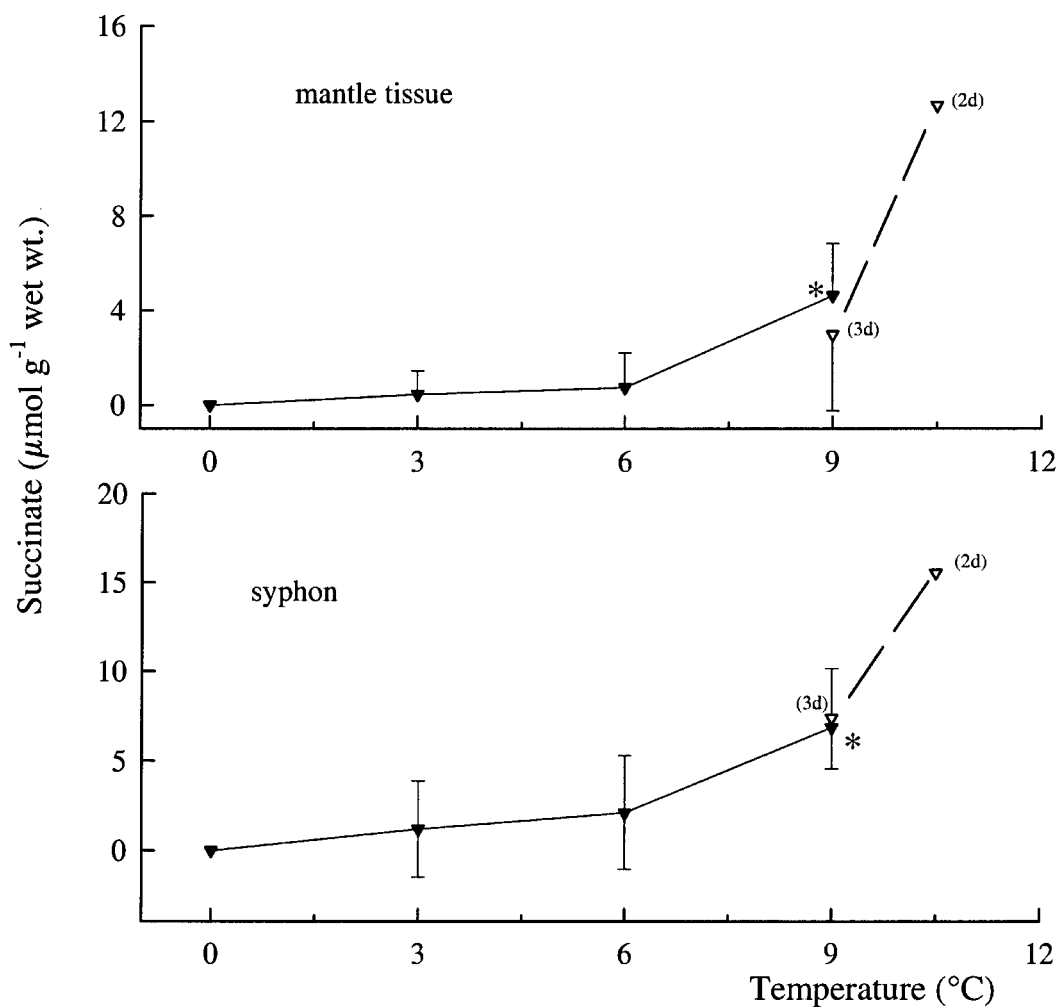 Succinate (µmol g⁻¹ wet wt.)
16
12
8
4
0
mantle tissue
(2d)
*
(3d)
0 3 6 9 12
20
15
10
5
0
syphon
(2d)
(3d)
*
0 3 6 9 12
Temperature (°C)